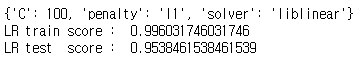 {'C': 100, 'penalty': 'l1', 'solver': 'liblinear'}
LR train score :  0.996031746031746
LR test  score :  0.9538461538461539